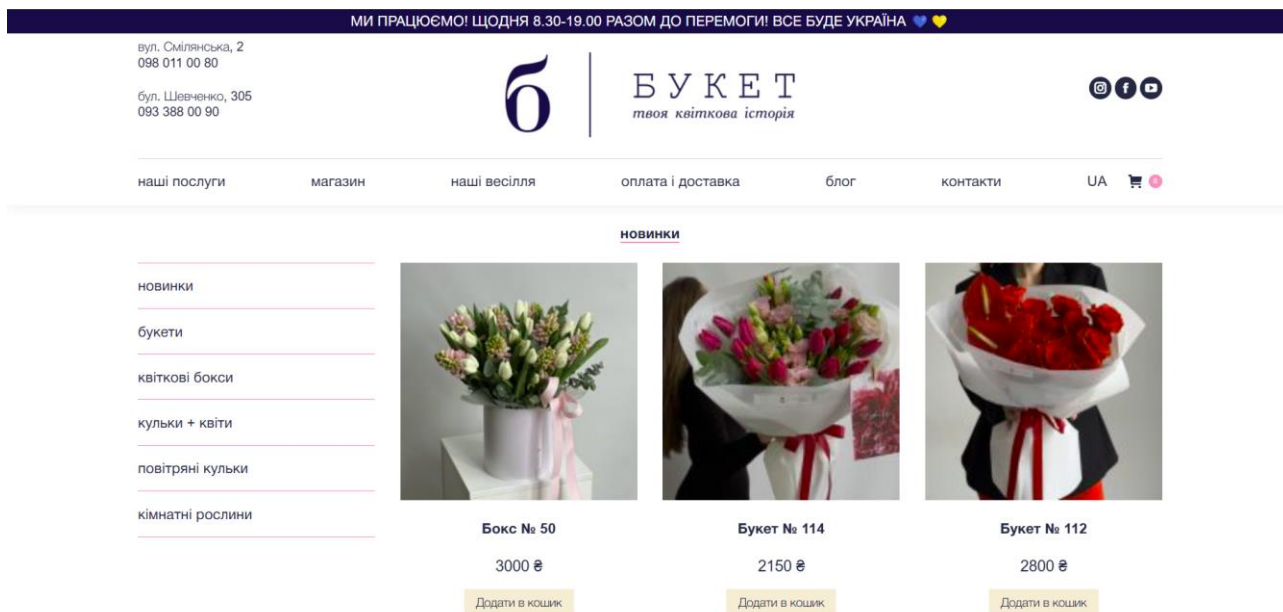 МИ ПРАЦЮЄМО! ЩОДНЯ 8.30-19.00 РАЗОМ ДО ПЕРЕМОГИ! ВСЕ БУДЕ УКРАЇНА 💙 💛
вул. Смілянська, 2
098 011 00 80
бул. Шевченко, 305
093 388 00 90
б
БУКЕТ
твоя квіткова історія
наші послуги
магазин
наші весілля
оплата і доставка
блог
контакти
UA
0
новинки
новинки
букети
квіткові бокси
кульки + квіти
повітряні кульки
кімнатні рослини
Бокс № 50
3000 ₴
Додати в кошик
Букет № 114
2150 ₴
Додати в кошик
Букет № 112
2800 ₴
Додати в кошик